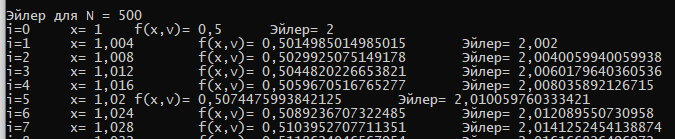 Эйлер для N = 500
i=0 x= 1 f(x,v)= 0,5 Эйлер= 2
i=1 x= 1,004 f(x,v)= 0,5014985014985015 Эйлер= 2,002
i=2 x= 1,008 f(x,v)= 0,5029925075149178 Эйлер= 2,0040059940059938
i=3 x= 1,012 f(x,v)= 0,5044820226653821 Эйлер= 2,0060179640360536
i=4 x= 1,016 f(x,v)= 0,5059670516765277 Эйлер= 2,008035892126715
i=5 x= 1,02 f(x,v)= 0,5074475993842125 Эйлер= 2,010059760333421
i=6 x= 1,024 f(x,v)= 0,5089236707322485 Эйлер= 2,012089550730958
i=7 x= 1,028 f(x,v)= 0,5103952707711351 Эйлер= 2,0141252454138874